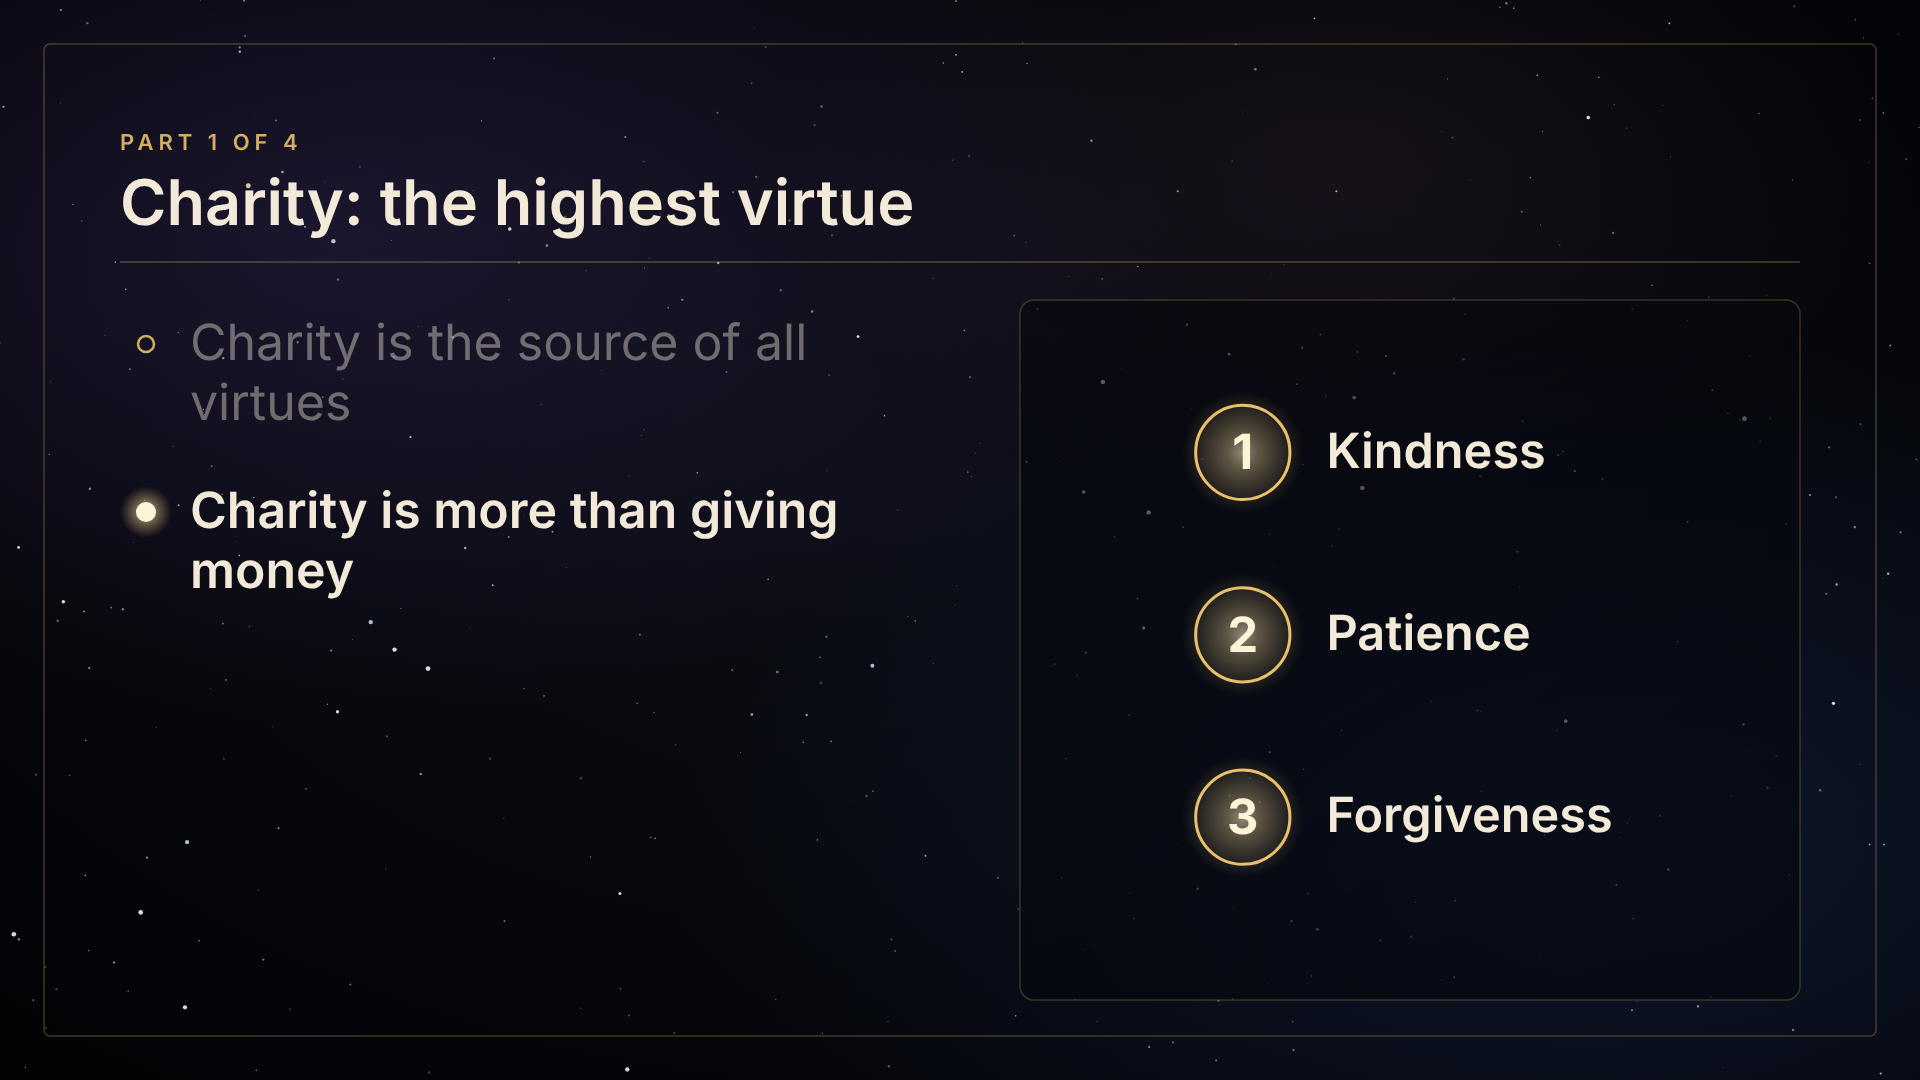 PART 1 OF 4
Charity: the highest virtue
Charity is the source of all
virtues
Charity is more than giving
money
1 Kindness
2 Patience
3 Forgiveness